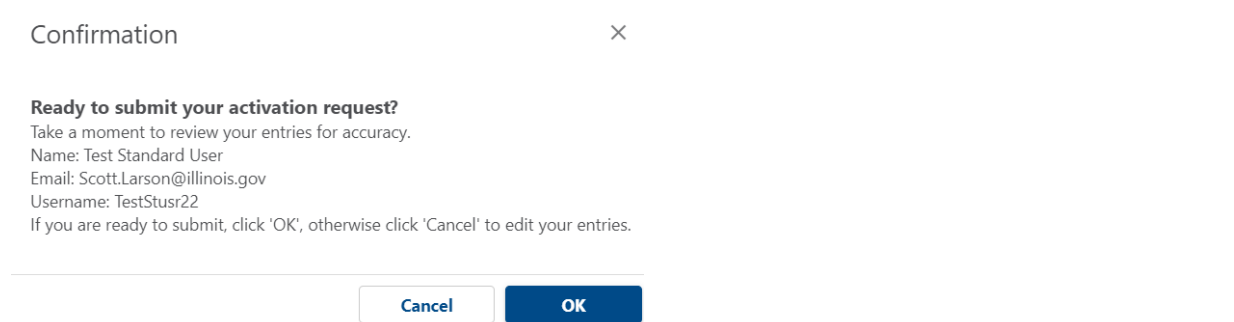 Confirmation
Ready to submit your activation request?
Take a moment to review your entries for accuracy.
Name: Test Standard User
Email: Scott.Larson@illinois.gov
Username: TestStusr22
If you are ready to submit, click 'OK', otherwise click 'Cancel' to edit your entries.
Cancel
OK